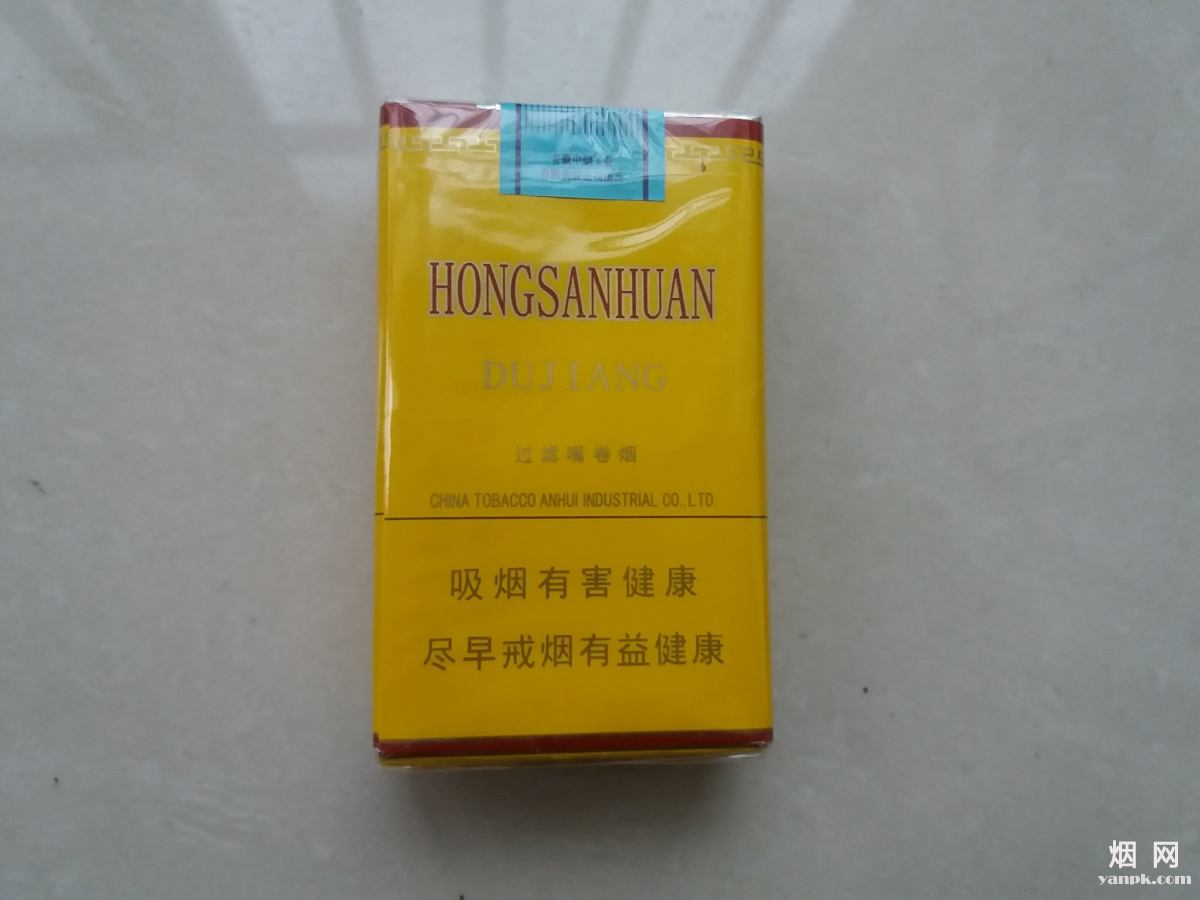 HONGSANHUAN
DUJIANG
过滤嘴卷烟
CHINA TOBACCO ANHUI INDUSTRIAL CO.,LTD.
吸烟有害健康
尽早戒烟有益健康
烟网
yanpk.com